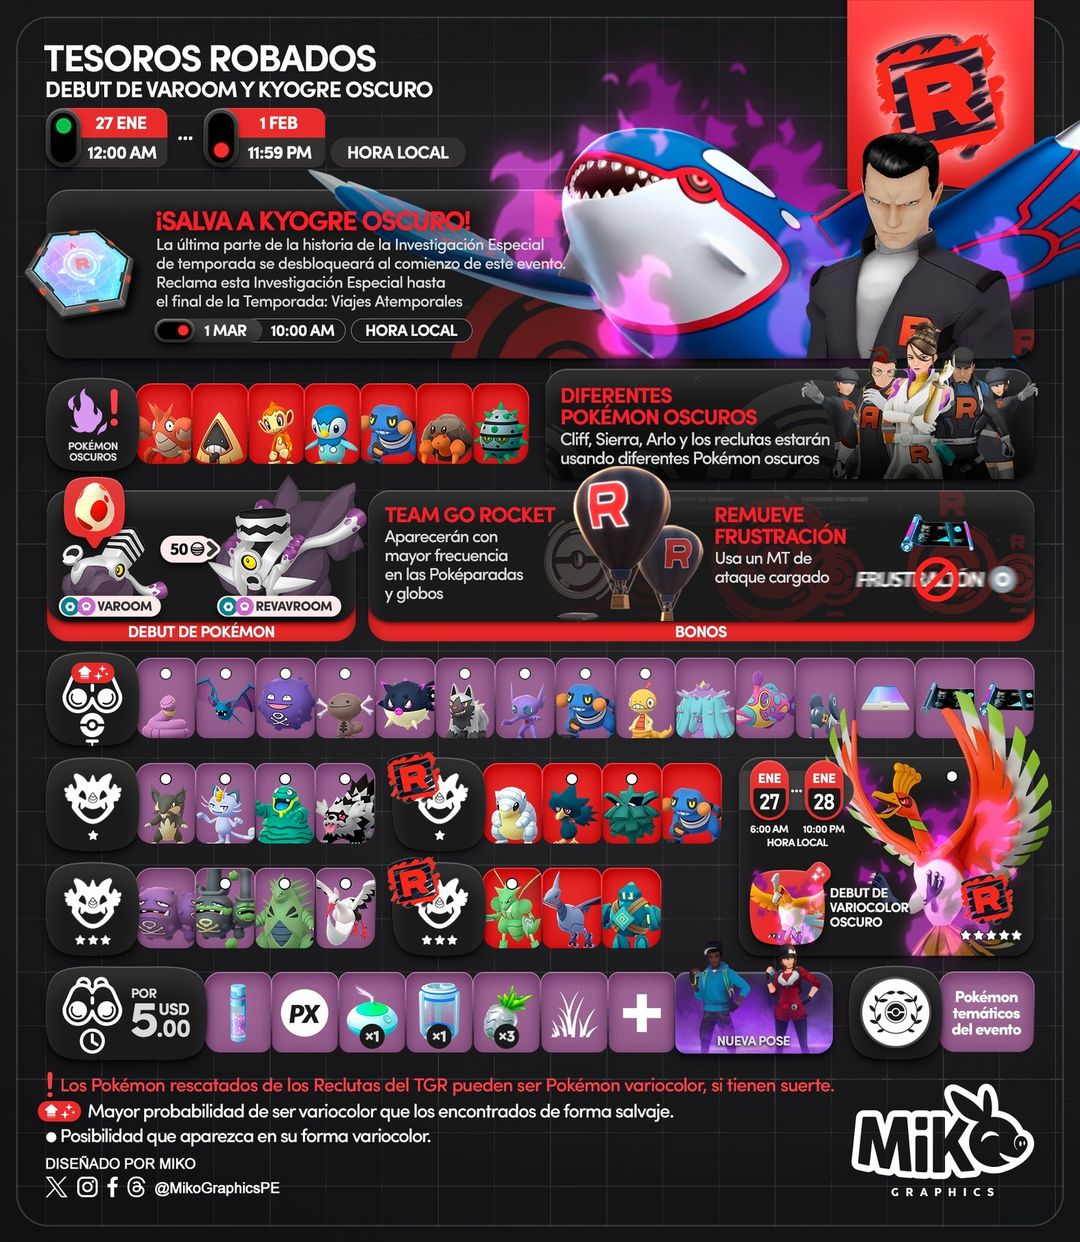 TESOROS ROBADOS
DEBUT DE VAROOM Y KYOGRE OSCURO
27 ENE
12:00 AM
...
1 FEB
11:59 PM
HORA LOCAL
R
¡SALVA A KYOGRE OSCURO!
La última parte de la historia de la Investigación Especial
de temporada se desbloqueará al comienzo de este evento.
Reclama esta Investigación Especial hasta
el final de la Temporada: Viajes Atemporales
1 MAR
10:00 AM
HORA LOCAL
POKÉMON
OSCUROS
DIFERENTES
POKÉMON OSCUROS
Cliff, Sierra, Arlo y los reclutas estarán
usando diferentes Pokémon oscuros
50
VAROOM
REVAVROOM
DEBUT DE POKÉMON
TEAM GO ROCKET
Aparecerán con
mayor frecuencia
en las Poképaradas
y globos
R
R
REMUEVE
FRUSTRACIÓN
Usa un MT de
ataque cargado
FRUSTRACIÓN
BONOS
R
ENE
27
...
ENE
28
6:00 AM
10:00 PM
HORA LOCAL
R
DEBUT DE
VARIOCOLOR
OSCURO
R
POR
5 USD
.00
PX
×1
×1
×3
NUEVA POSE
Pokémon
temáticos
del evento
! Los Pokémon rescatados de los Reclutas del TGR pueden ser Pokémon variocolor, si tienen suerte.
Mayor probabilidad de ser variocolor que los encontrados de forma salvaje.
Posibilidad que aparezca en su forma variocolor.
DISEÑADO POR MIKO
@MikoGraphicsPE
MiKO
GRAPHICS